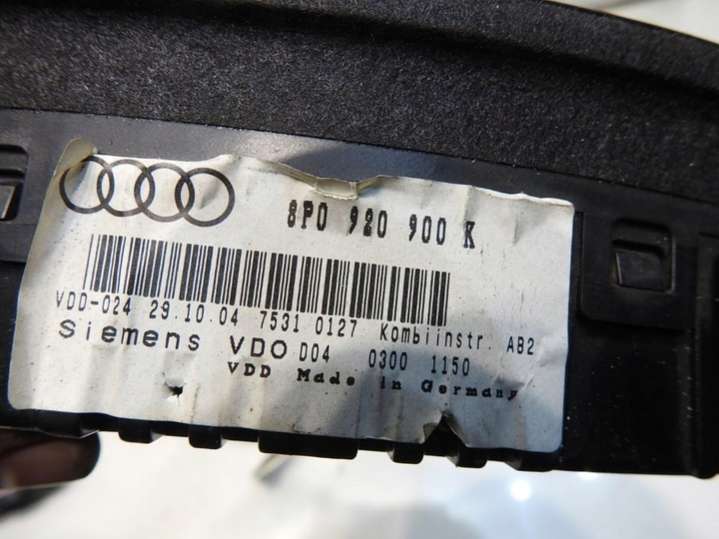 8P0 920 900 K
VDD-024 29.10.04 7531 0127 Kombiinstr. AB2
Siemens VDO D04 0300 1150
VDD Made in Germany